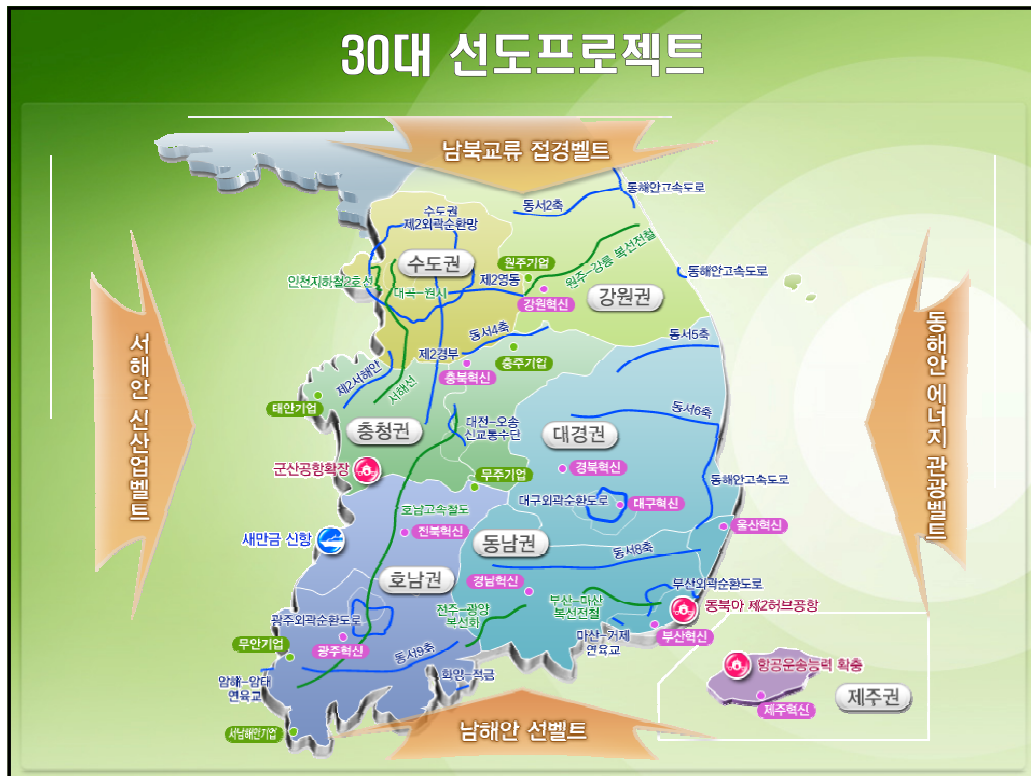 30대 선도프로젝트
남북교류 접경벨트
동해안고속도로
동서2축
수도권
제2외곽순환망
수도권
원주기업
원주-강릉 복선전철
동해안고속도로
인천지하철2호선
대곡-원시
제2영동
강원혁신
강원권
서해안 신산업벨트
동해안 에너지 관광벨트
동서4축
동서5축
제2경부
충주기업
충북혁신
제2서해안
서해선
태안기업
동서6축
충청권
대전-오송
신교통수단
대경권
군산공항확장
무주기업
경북혁신
동해안고속도로
호남고속철도
대구외곽순환도로
대구혁신
새만금 신항
전북혁신
울산혁신
동남권
동서8축
호남권
경남혁신
부산외곽순환도로
전주-광양
복선화
부산-마산
복선전철
동북아 제2허브공항
광주외곽순환도로
무안기업
광주혁신
동서9축
마산-거제
연육교
부산혁신
압해-암태
연육교
화양-적금
항공운송능력 확충
제주혁신
제주권
서남해안기업
남해안 선벨트